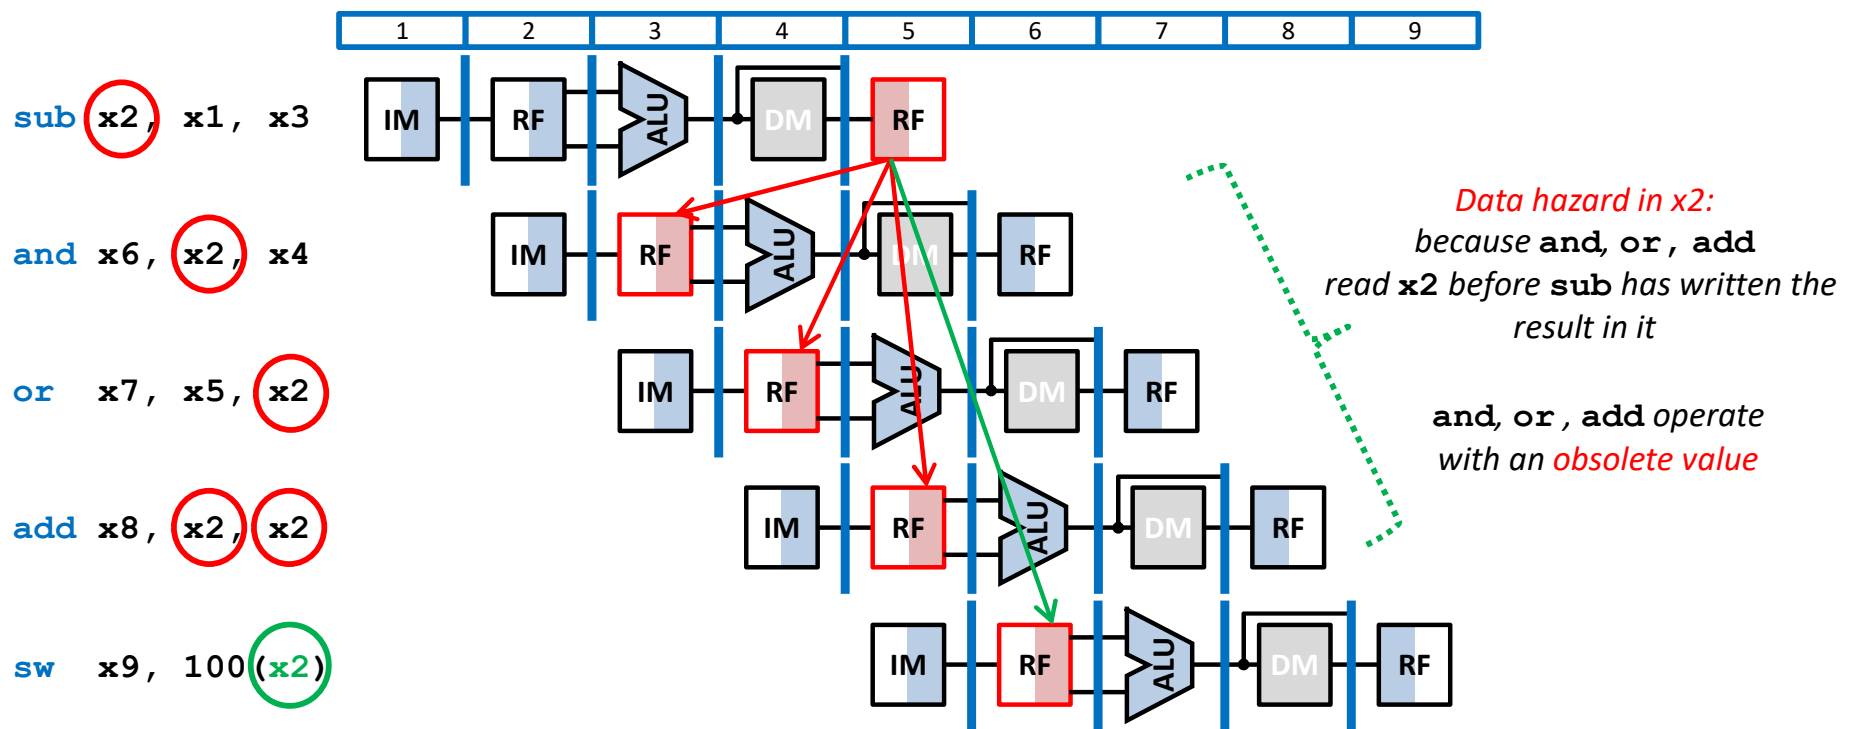 1 2 3 4 5 6 7 8 9
sub x2, x1, x3 IM RF ALU DM RF
and x6, x2, x4 IM RF ALU DM RF
or x7, x5, x2 IM RF ALU DM RF
add x8, x2, x2 IM RF ALU DM RF
sw x9, 100(x2) IM RF ALU DM RF
Data hazard in x2:
because and, or, add
read x2 before sub has written the
result in it
and, or, add operate
with an obsolete value